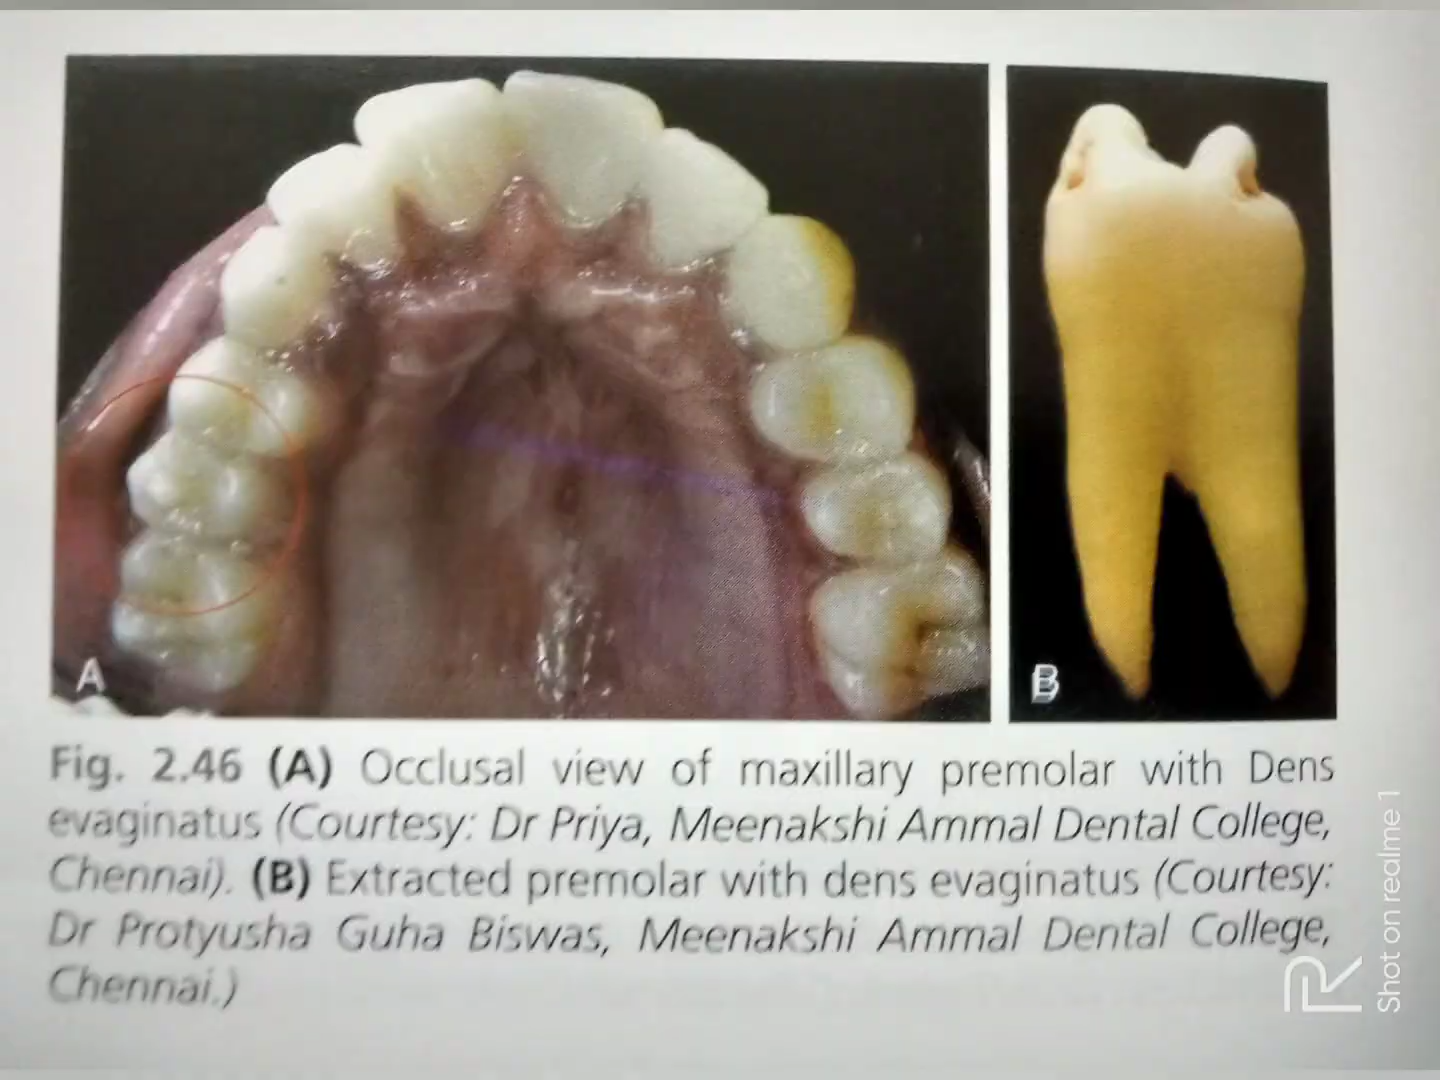 A
B
Fig. 2.46 (A) Occlusal view of maxillary premolar with Dens
evaginatus (Courtesy: Dr Priya, Meenakshi Ammal Dental College,
Chennai). (B) Extracted premolar with dens evaginatus (Courtesy:
Dr Protyusha Guha Biswas, Meenakshi Ammal Dental College,
Chennai.)
R
Shot on realme 1